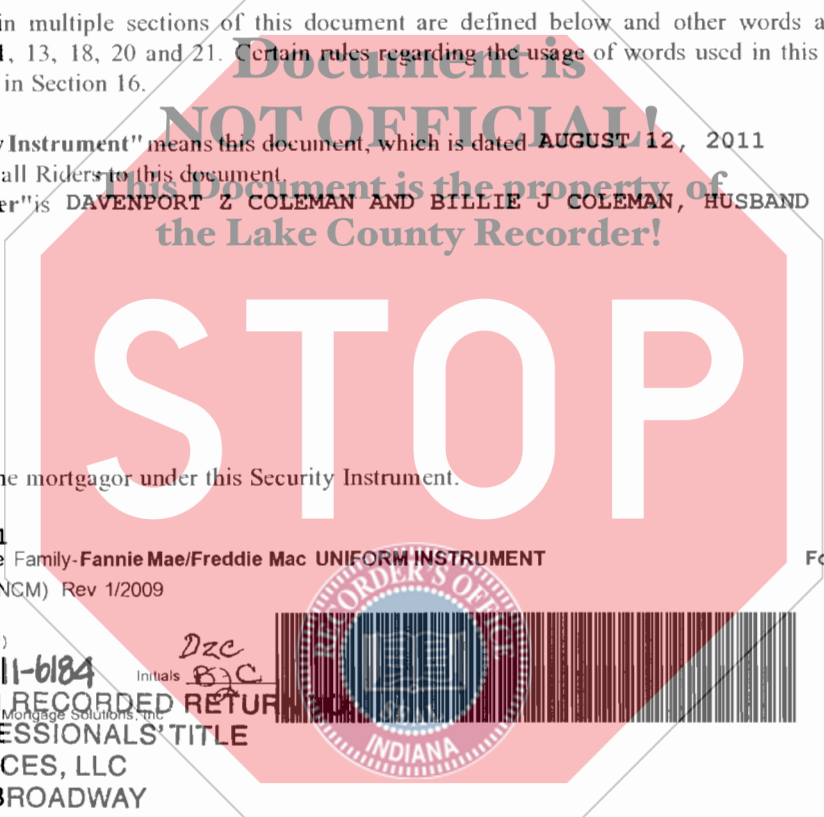 in multiple sections of this document are defined below and other words a
1, 13, 18, 20 and 21. Certain rules regarding the usage of words used in this
in Section 16.
Document is
NOT OFFICIAL!
This Document is the property of
the Lake County Recorder!
y Instrument" means this document, which is dated AUGUST 12, 2011
all Riders to this document.
er" is DAVENPORT Z COLEMAN AND BILLIE J COLEMAN, HUSBAND
STOP
ne mortgagor under this Security Instrument.
1
e Family-Fannie Mae/Freddie Mac UNIFORM INSTRUMENT
Fo
NCM) Rev 1/2009
)
11-6184
Initials DZC
BJC
RECORDED RETURN
Mortgage Solutions, Inc
ESSIONALS' TITLE
CES, LLC
BROADWAY
RECORDER'S OFFICE
SEAL
INDIANA